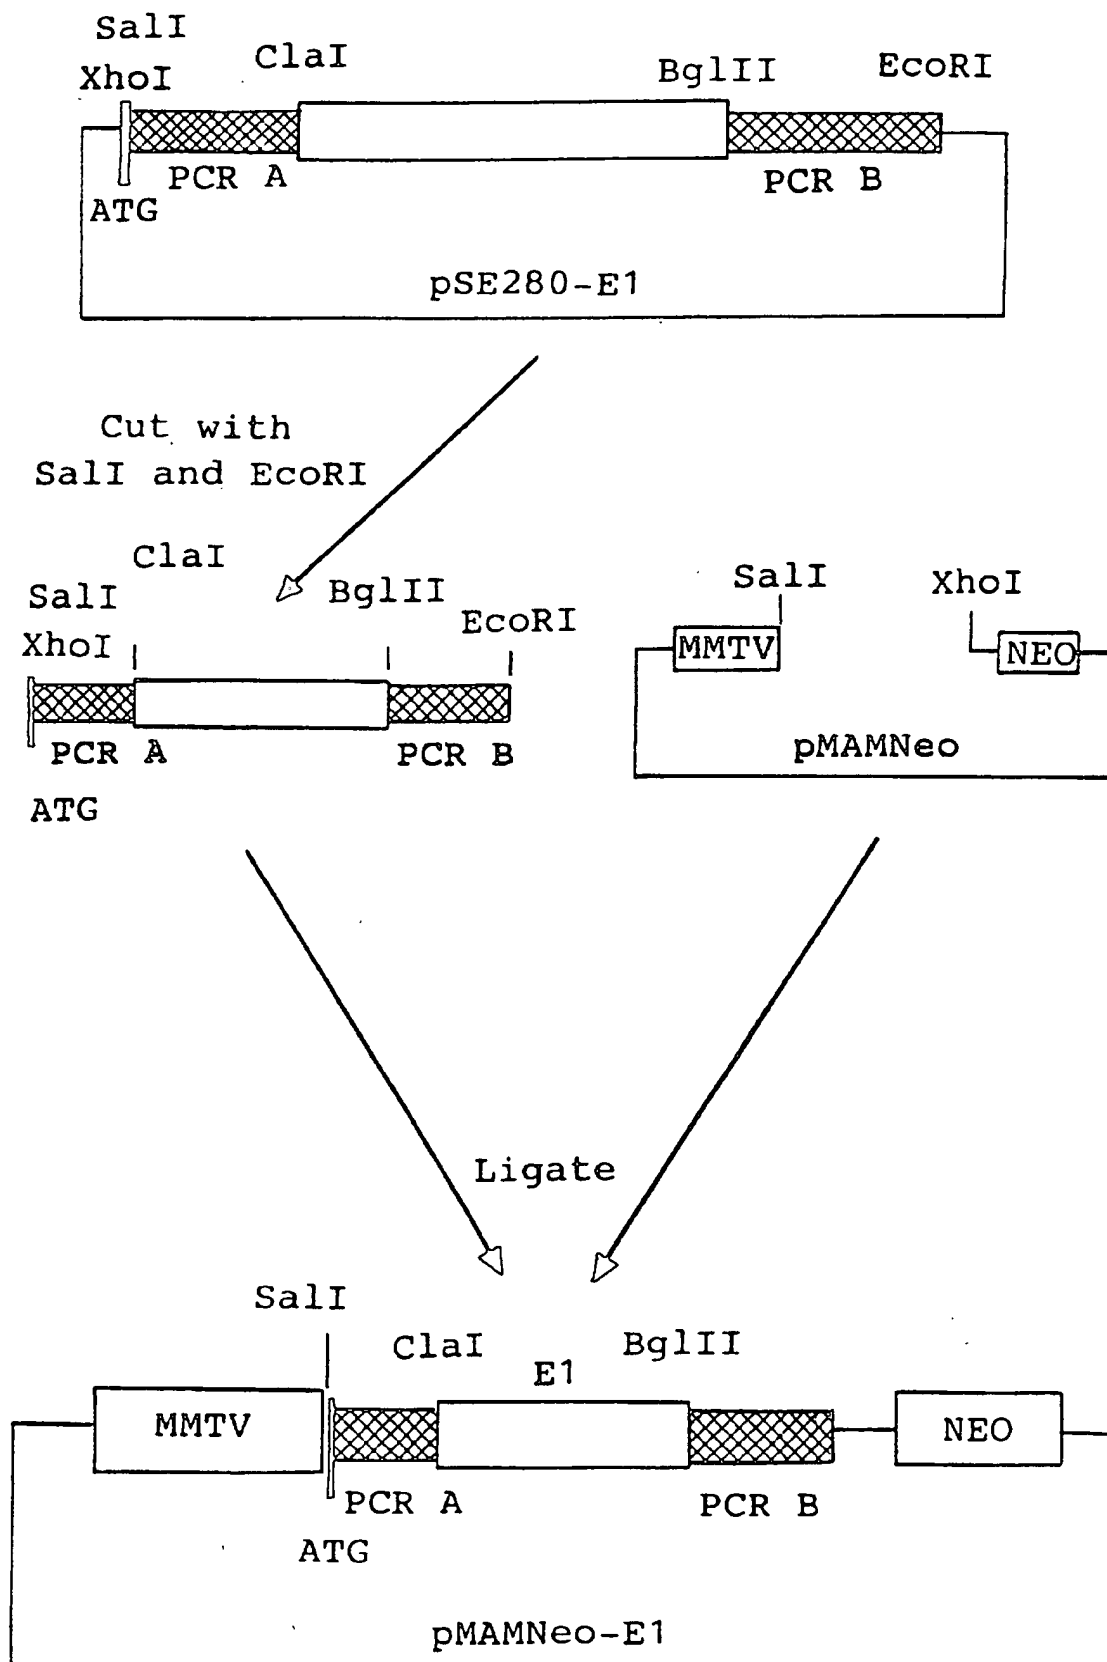 SalI
XhoI
ClaI
BglII
EcoRI
PCR A
PCR B
ATG
pSE280-E1
Cut with
SalI and EcoRI
ClaI
SalI
XhoI
BglII
EcoRI
PCR A
PCR B
ATG
SalI
XhoI
MMTV
NEO
pMAMNeo
Ligate
SalI
ClaI
E1
BglII
MMTV
NEO
PCR A
PCR B
ATG
pMAMNeo-E1